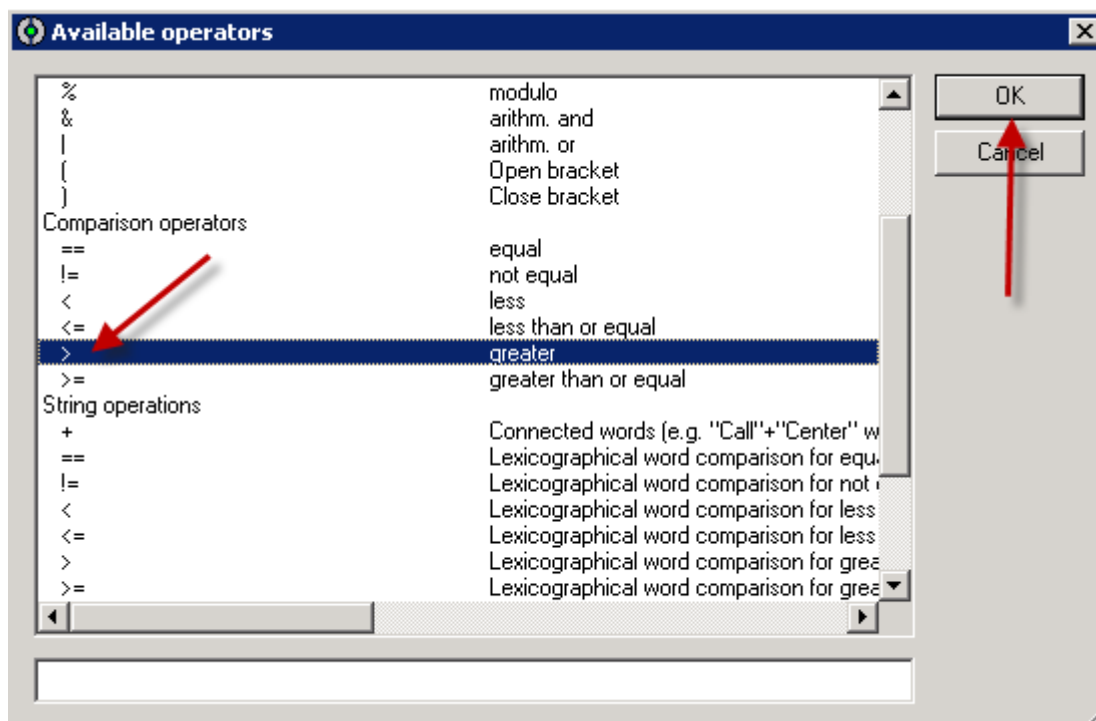 Available operators
% modulo
& arithm. and
| arithm. or
( Open bracket
) Close bracket
Comparison operators
== equal
!= not equal
< less
<= less than or equal
> greater
>= greater than or equal
String operations
+ Connected words (e.g. "Call"+"Center" w
== Lexicographical word comparison for equ
!= Lexicographical word comparison for not
< Lexicographical word comparison for less
<= Lexicographical word comparison for less
> Lexicographical word comparison for grea
>= Lexicographical word comparison for grea
OK
Cancel